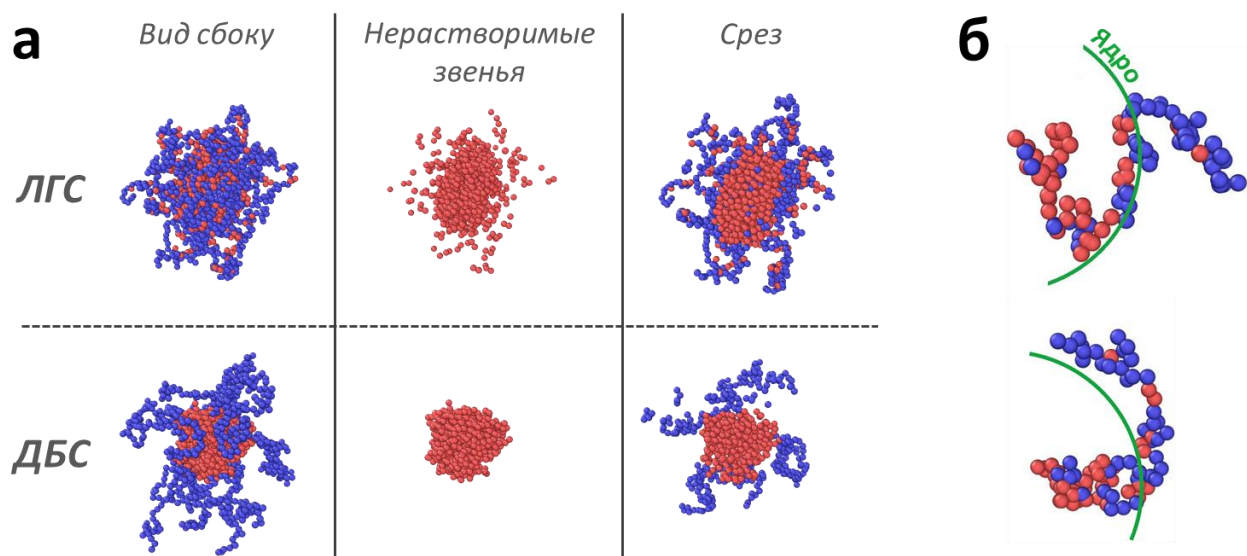 а
Вид сбоку
Нерастворимые
звенья
Срез
б
Ядро
ЛГС
ДБС